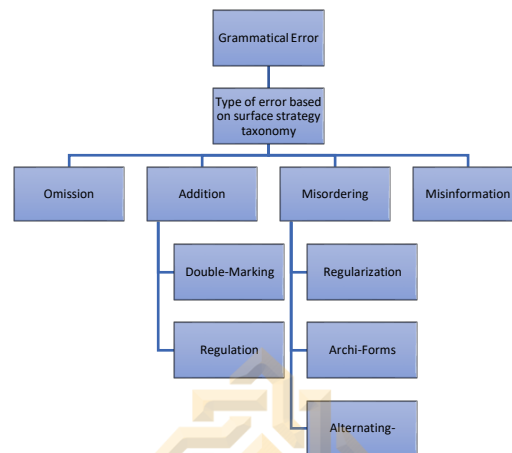 Grammatical Error
Type of error based
on surface strategy
taxonomy
Omission
Addition
Misordering
Misinformation
Double-Marking
Regularization
Regulation
Archi-Forms
Alternating-